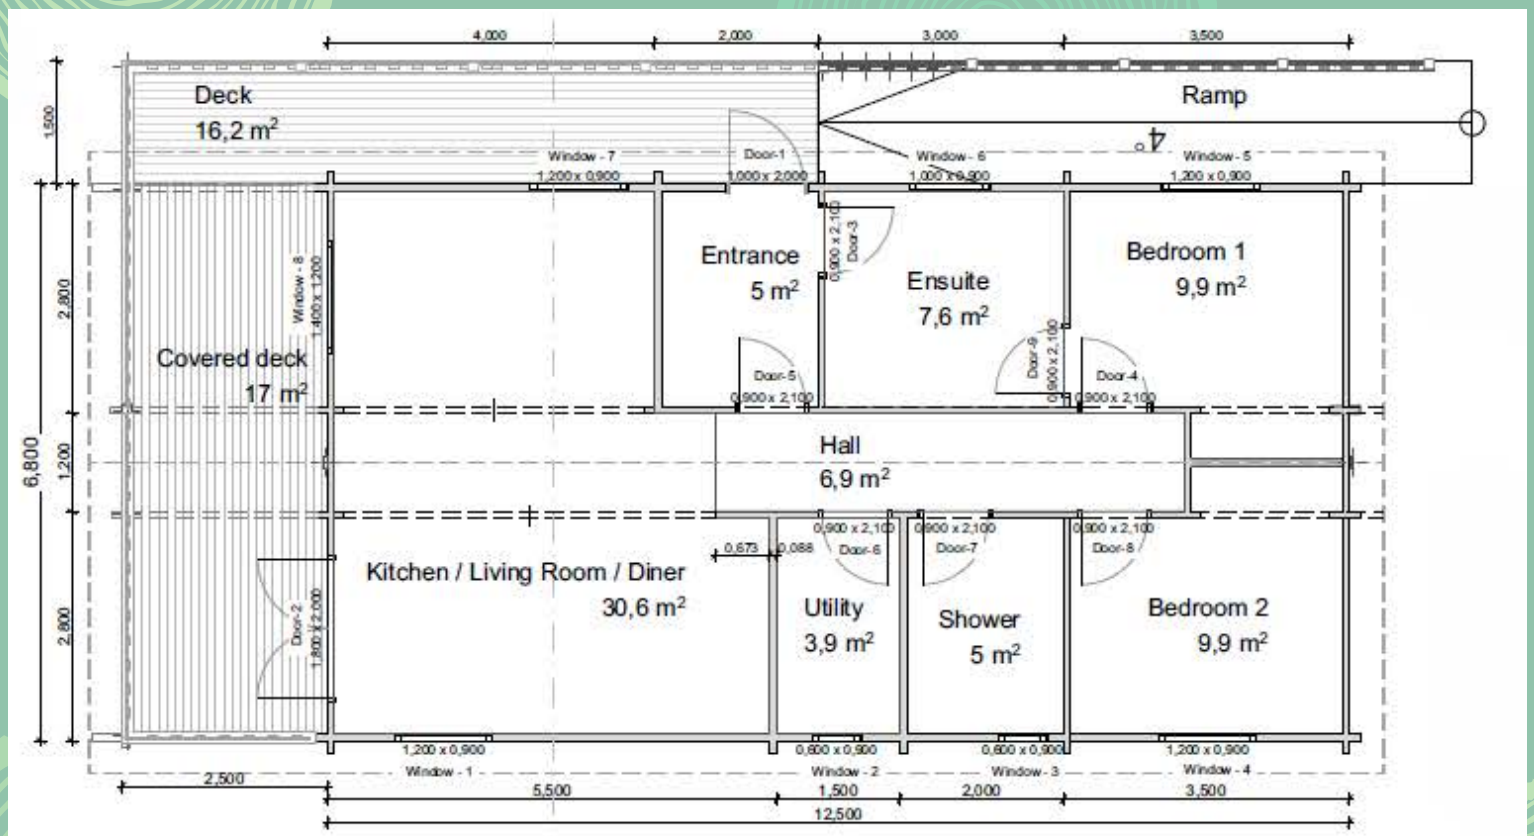 4,000
2,000
3,000
3,500
Deck
16,2 m²
Ramp
4°
1,500
Window - 7
1,200 x 0,900
Door-1
1,000 x 2,000
Window - 6
1,000 x 0,900
Window - 5
1,200 x 0,900
Entrance
5 m²
0,900 x 2,100
Door-3
Ensuite
7,6 m²
Bedroom 1
9,9 m²
Window - 8
1,400 x 1,200
2,800
Covered deck
17 m²
Door-5
0,900 x 2,100
Door-9
0,900 x 2,100
Door-4
0,900 x 2,100
6,800
1,200
Hall
6,9 m²
0,900 x 2,100
Door-6
0,900 x 2,100
Door-7
0,900 x 2,100
Door-8
0,673
0,088
Kitchen / Living Room / Diner
30,6 m²
Utility
3,9 m²
Shower
5 m²
Bedroom 2
9,9 m²
2,800
Door-2
1,800 x 2,000
1,200 x 0,900
Window - 1
0,600 x 0,900
Window - 2
0,600 x 0,900
Window - 3
1,200 x 0,900
Window - 4
2,500
5,500
1,500
2,000
3,500
12,500